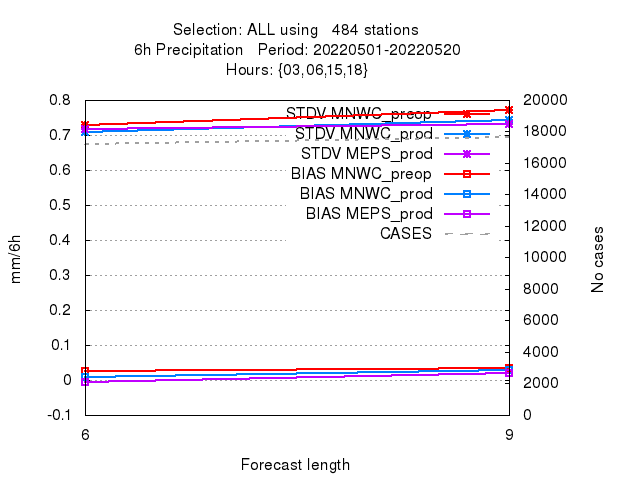 Selection: ALL using   484 stations
6h Precipitation   Period: 20220501-20220520
Hours: {03,06,15,18}
0.8
0.7
0.6
0.5
0.4
0.3
0.2
0.1
0
-0.1
mm/6h
STDV MNWC_preop
STDV MNWC_prod
STDV MEPS_prod
BIAS MNWC_preop
BIAS MNWC_prod
BIAS MEPS_prod
CASES
20000
18000
16000
14000
12000
10000
8000
6000
4000
2000
0
No cases
6
9
Forecast length